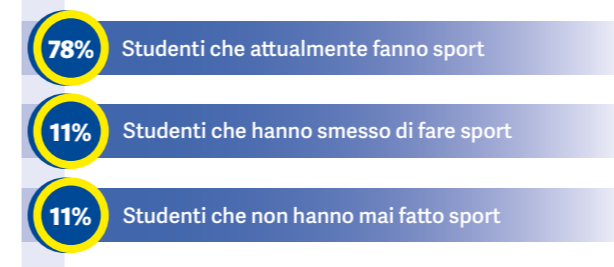 78% Studenti che attualmente fanno sport
11% Studenti che hanno smesso di fare sport
11% Studenti che non hanno mai fatto sport